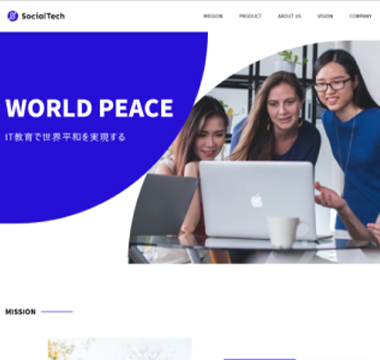 SocialTech
MISSION PRODUCT ABOUT US VISION COMPANY
WORLD PEACE
IT教育で世界平和を実現する
MISSION